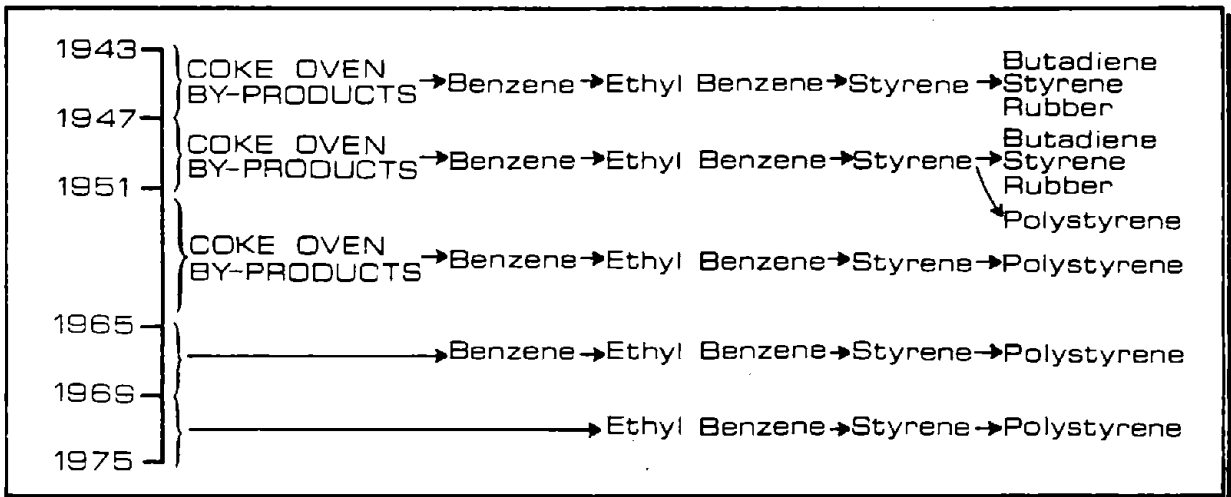 1943
COKE OVEN
BY-PRODUCTS → Benzene → Ethyl Benzene → Styrene → Butadiene
Styrene
Rubber
1947
COKE OVEN
BY-PRODUCTS → Benzene → Ethyl Benzene → Styrene → Butadiene
Styrene
Rubber
Polystyrene
1951
COKE OVEN
BY-PRODUCTS → Benzene → Ethyl Benzene → Styrene → Polystyrene
1965
Benzene → Ethyl Benzene → Styrene → Polystyrene
1969
Ethyl Benzene → Styrene → Polystyrene
1975